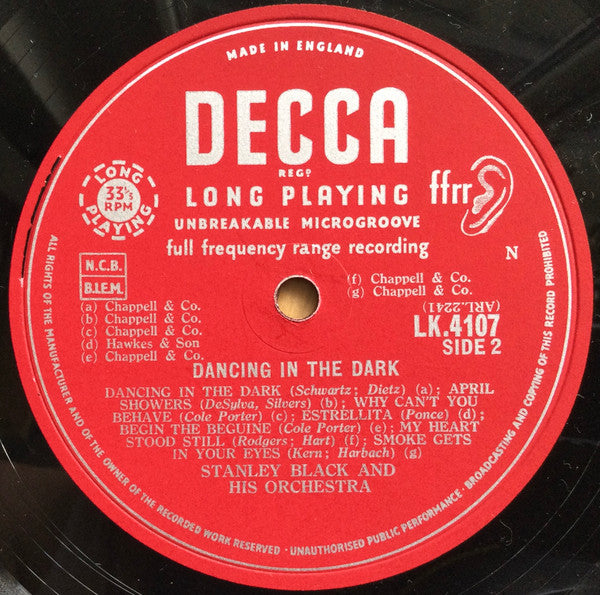 MADE IN ENGLAND
DECCA
REGD
LONG PLAYING
UNBREAKABLE MICROGROOVE
full frequency range recording
ffrr
LONG PLAYING
33⅓
RPM
N
N.C.B.
B.I.E.M.
(a) Chappell & Co.
(b) Chappell & Co.
(c) Chappell & Co.
(d) Hawkes & Son
(e) Chappell & Co.
(f) Chappell & Co.
(g) Chappell & Co.
(ARL.2241)
LK.4107
SIDE 2
DANCING IN THE DARK
DANCING IN THE DARK (Schwartz; Dietz) (a); APRIL
SHOWERS (DeSylva, Silvers) (b); WHY CAN'T YOU
BEHAVE (Cole Porter) (c); ESTRELLITA (Ponce) (d);
BEGIN THE BEGUINE (Cole Porter) (e); MY HEART
STOOD STILL (Rodgers; Hart) (f); SMOKE GETS
IN YOUR EYES (Kern; Harbach) (g)
STANLEY BLACK AND
HIS ORCHESTRA
ALL RIGHTS OF THE MANUFACTURER AND OF THE OWNER OF THE RECORDED WORK RESERVED · UNAUTHORISED PUBLIC PERFORMANCE · BROADCASTING AND COPYING OF THIS RECORD PROHIBITED